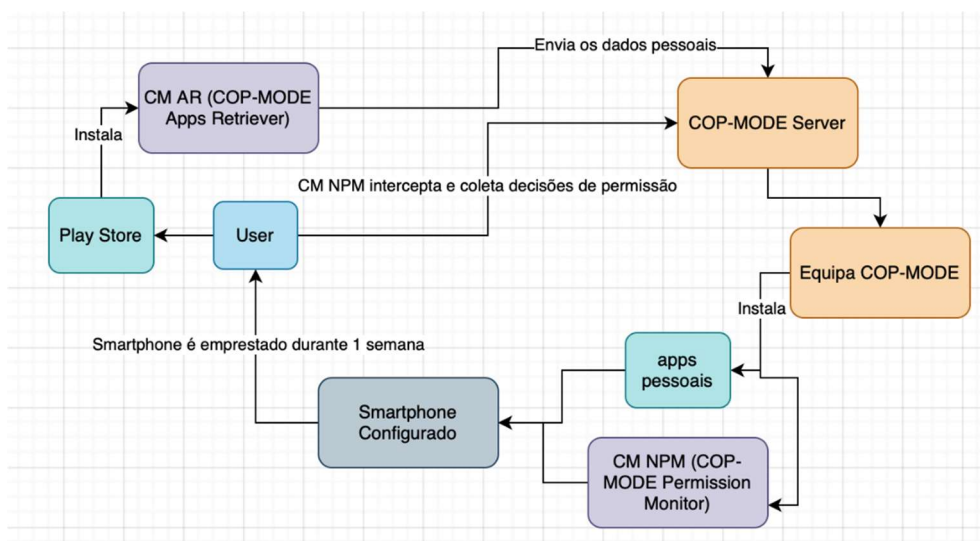 Envia os dados pessoais
CM AR (COP-MODE
Apps Retriever)
COP-MODE Server
Instala
CM NPM intercepta e coleta decisões de permissão
Play Store
User
Equipa COP-MODE
Instala
Smartphone é emprestado durante 1 semana
apps
pessoais
Smartphone
Configurado
CM NPM (COP-
MODE Permission
Monitor)